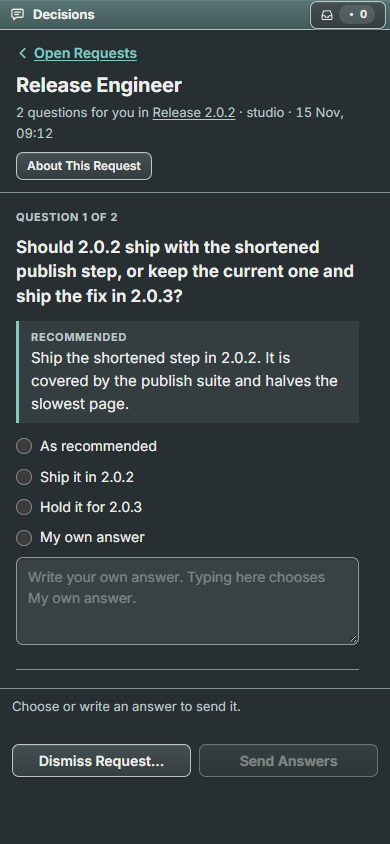 Decisions
• 0
Open Requests
Release Engineer
2 questions for you in Release 2.0.2 · studio · 15 Nov,
09:12
About This Request
QUESTION 1 OF 2
Should 2.0.2 ship with the shortened
publish step, or keep the current one and
ship the fix in 2.0.3?
RECOMMENDED
Ship the shortened step in 2.0.2. It is
covered by the publish suite and halves the
slowest page.
As recommended
Ship it in 2.0.2
Hold it for 2.0.3
My own answer
Write your own answer. Typing here chooses
My own answer.
Choose or write an answer to send it.
Dismiss Request...
Send Answers